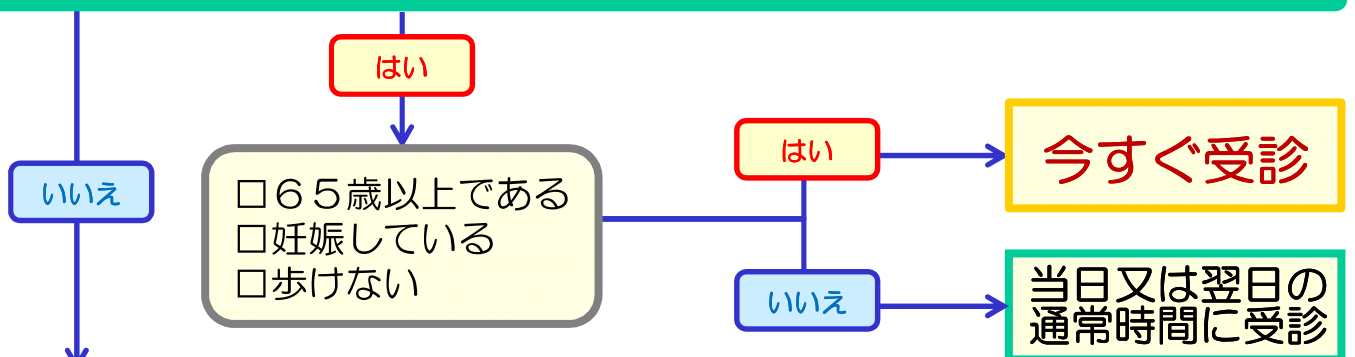 はい
いいえ
□65歳以上である
□妊娠している
□歩けない
はい
今すぐ受診
いいえ
当日又は翌日の
通常時間に受診